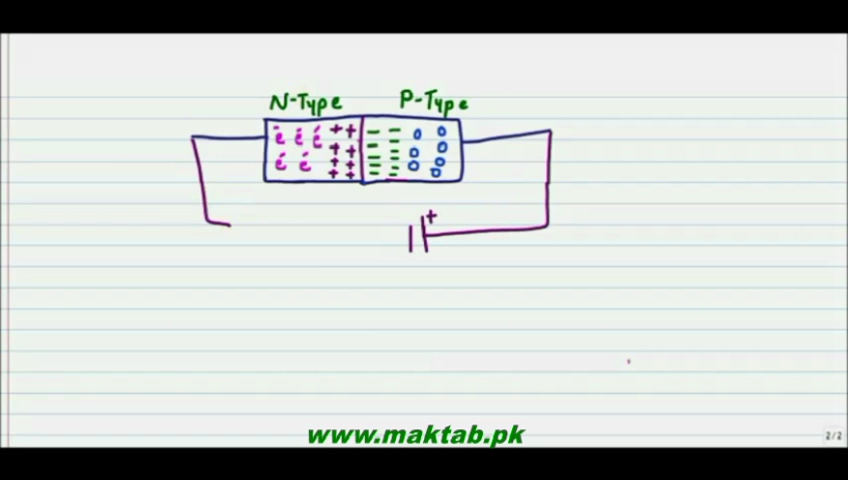 N-Type P-Type
e e e + + - - o o
+ + - - o o
e e + + - - o o
+ + - - o
+
www.maktab.pk
2/2